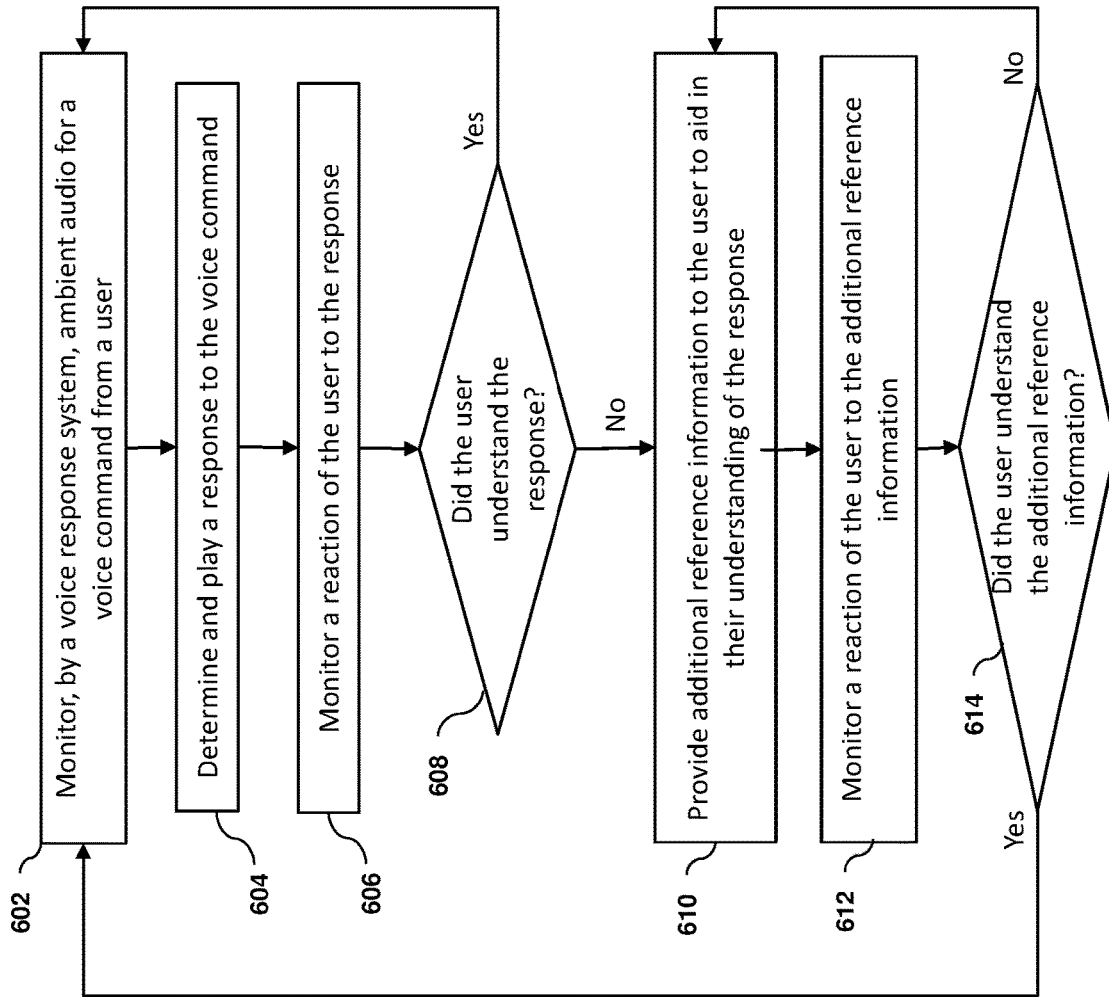 602
Monitor, by a voice response system, ambient audio for a
voice command from a user
604
Determine and play a response to the voice command
606
Monitor a reaction of the user to the response
608
Did the user
understand the
response?
Yes
No
610
Provide additional reference information to the user to aid in
their understanding of the response
612
Monitor a reaction of the user to the additional reference
information
614
Did the user understand
the additional reference
information?
Yes
No